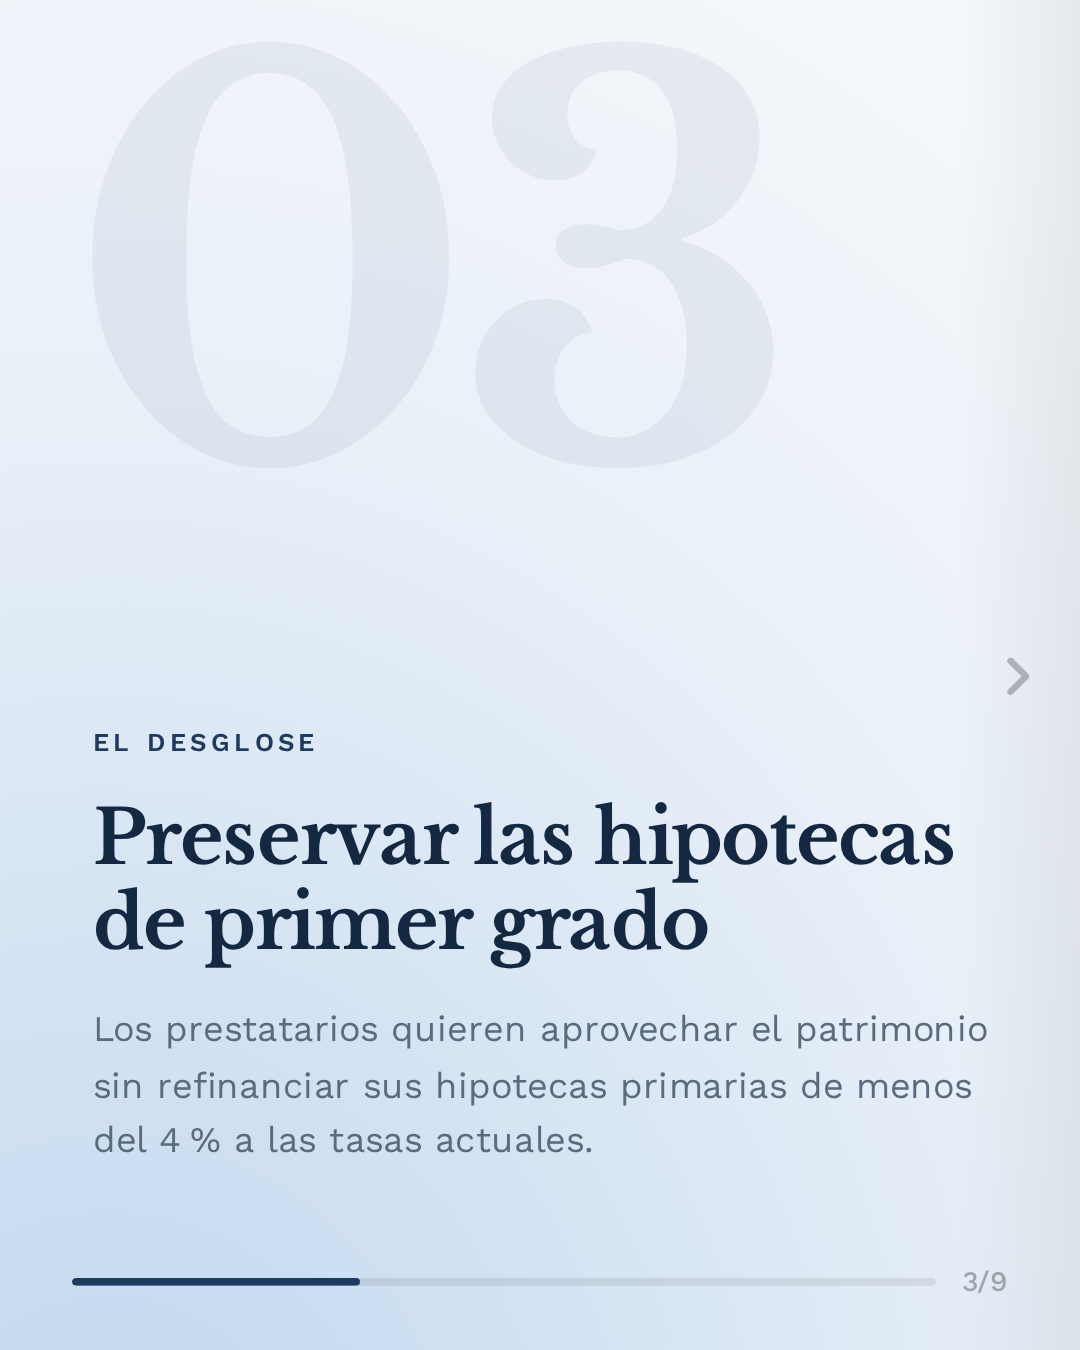 03
EL DESGLOSE
Preservar las hipotecas
de primer grado
Los prestatarios quieren aprovechar el patrimonio
sin refinanciar sus hipotecas primarias de menos
del 4 % a las tasas actuales.
3/9